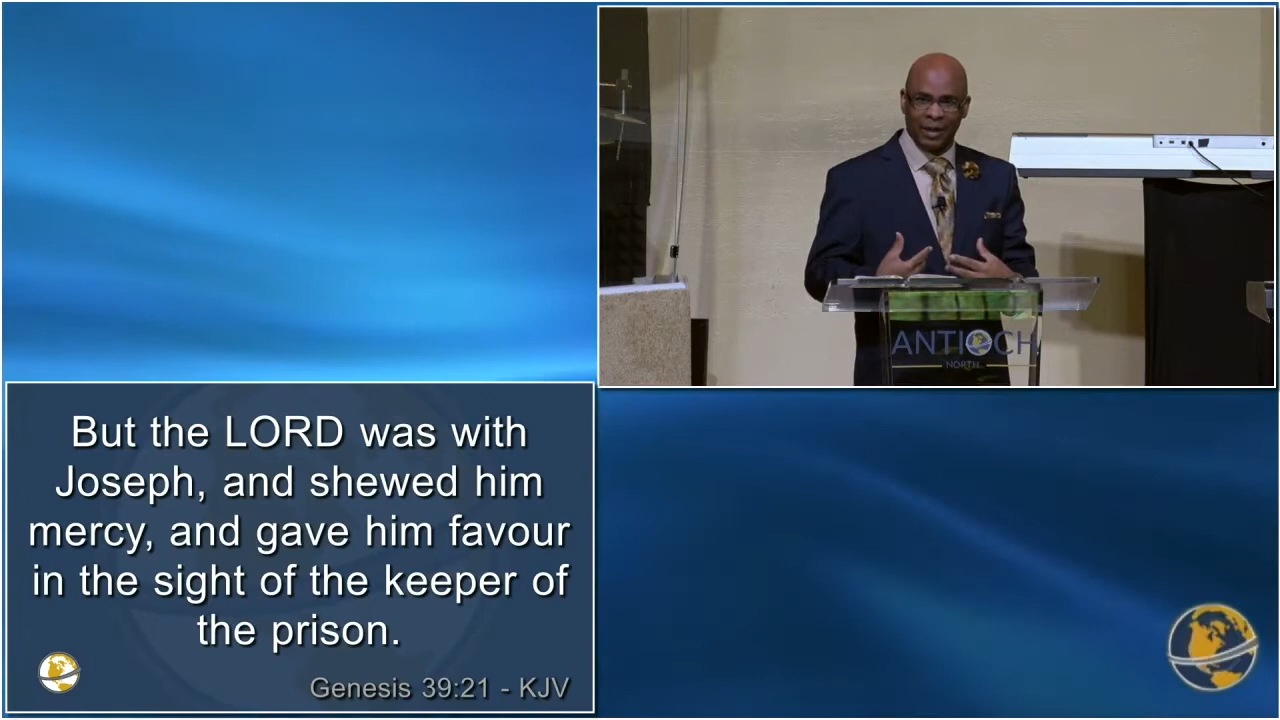 But the LORD was with
Joseph, and shewed him
mercy, and gave him favour
in the sight of the keeper of
the prison.
Genesis 39:21 - KJV
ANTIOCH
NORTH